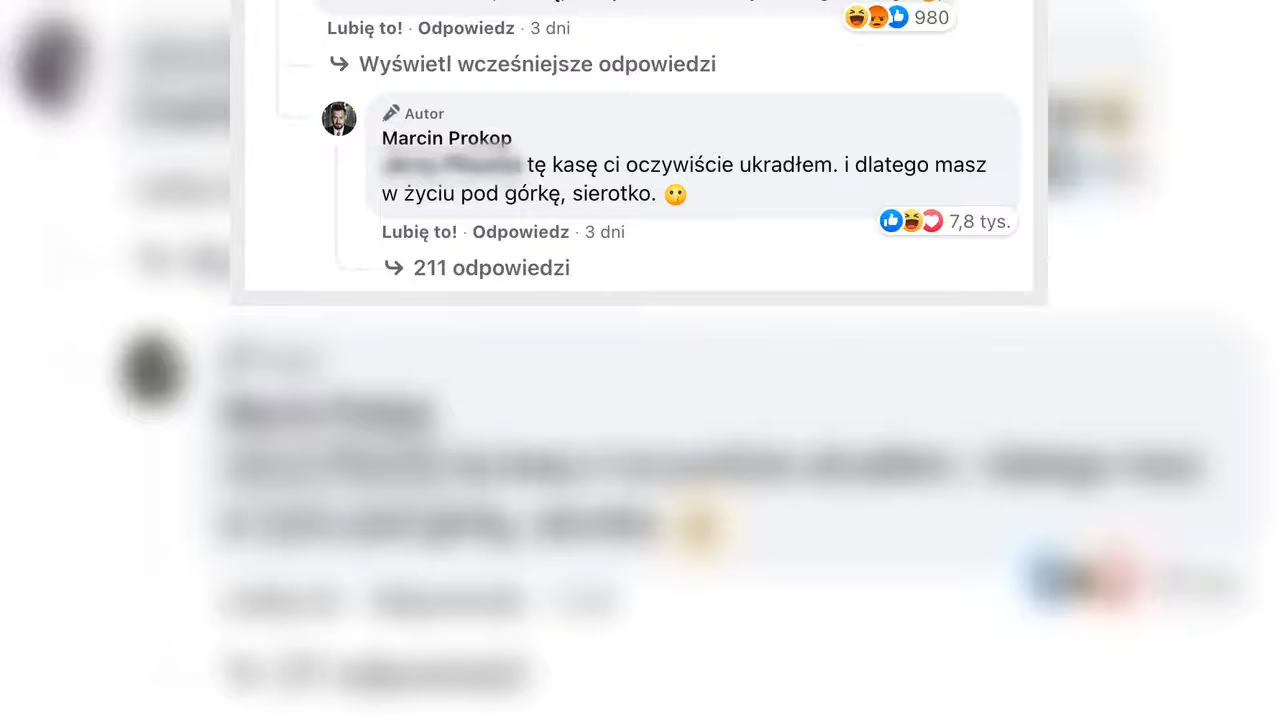 980
Lubię to! · Odpowiedz · 3 dni
Wyświetl wcześniejsze odpowiedzi
Autor
Marcin Prokop
tę kasę ci oczywiście ukradłem. i dlatego masz
w życiu pod górkę, sierotko. 😗
7,8 tys.
Lubię to! · Odpowiedz · 3 dni
211 odpowiedzi